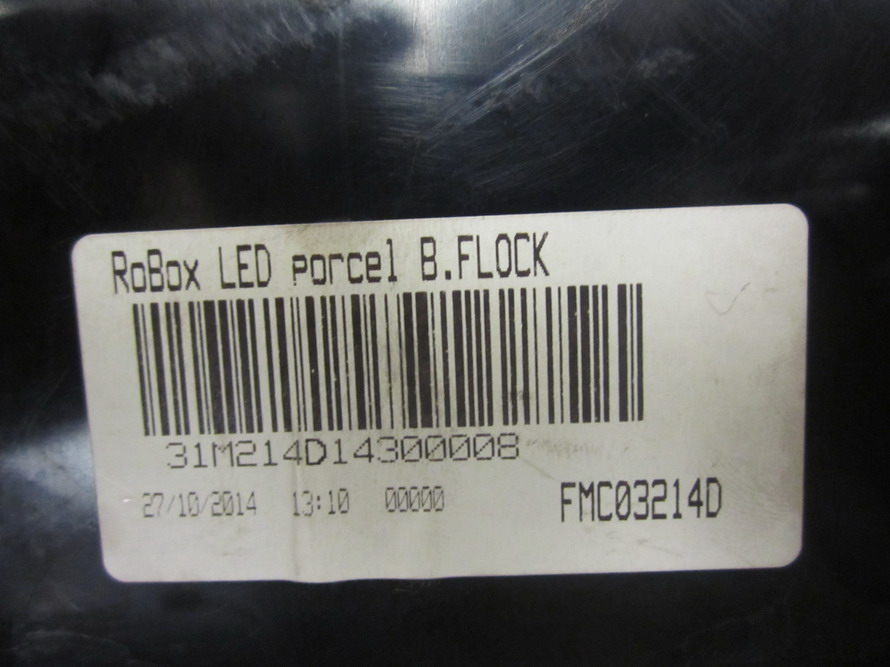 RoBox LED porcel B.FLOCK
31M214D14300008
27/10/2014 13:10 00000 FMC03214D